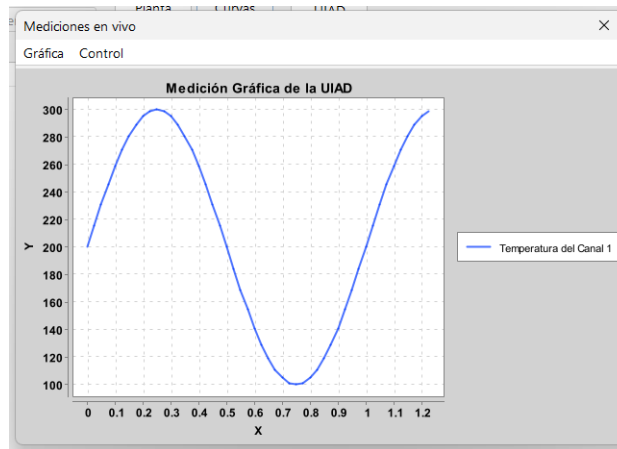 Planta Curvas UIAD
Mediciones en vivo
Gráfica Control
Medición Gráfica de la UIAD
300
280
260
240
220
200
180
160
140
120
100
Y
0 0.1 0.2 0.3 0.4 0.5 0.6 0.7 0.8 0.9 1 1.1 1.2
X
Temperatura del Canal 1